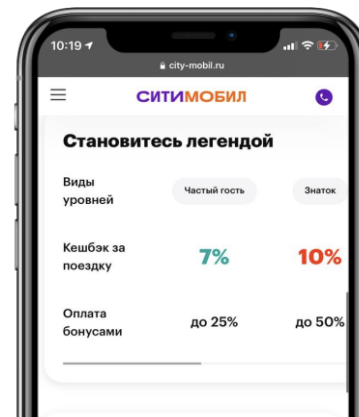 10:19
city-mobil.ru
СИТИМОБИЛ
Становитесь легендой
Виды
уровней
Частый гость
Знаток
Кешбэк за
поездку
7%
10%
Оплата
бонусами
до 25%
до 50%